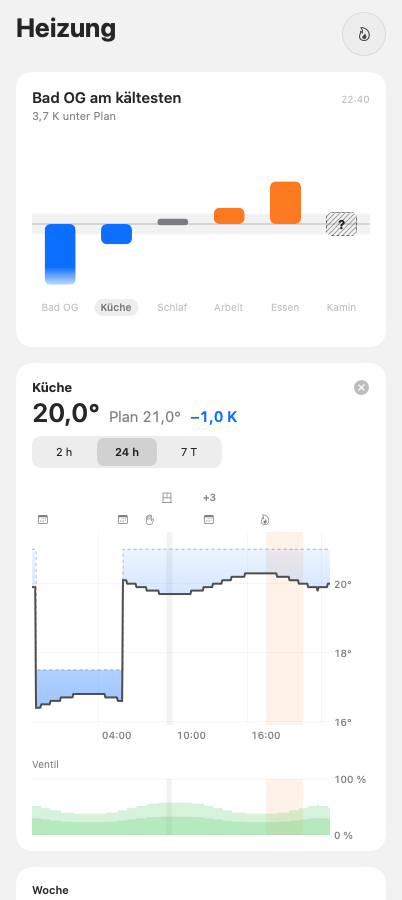 Heizung
Bad OG am kältesten
22:40
3,7 K unter Plan
?
Bad OG Küche Schlaf Arbeit Essen Kamin
Küche
20,0° Plan 21,0° −1,0 K
2 h 24 h 7 T
+3
20°
18°
16°
04:00 10:00 16:00
Ventil
100 %
0 %
Woche